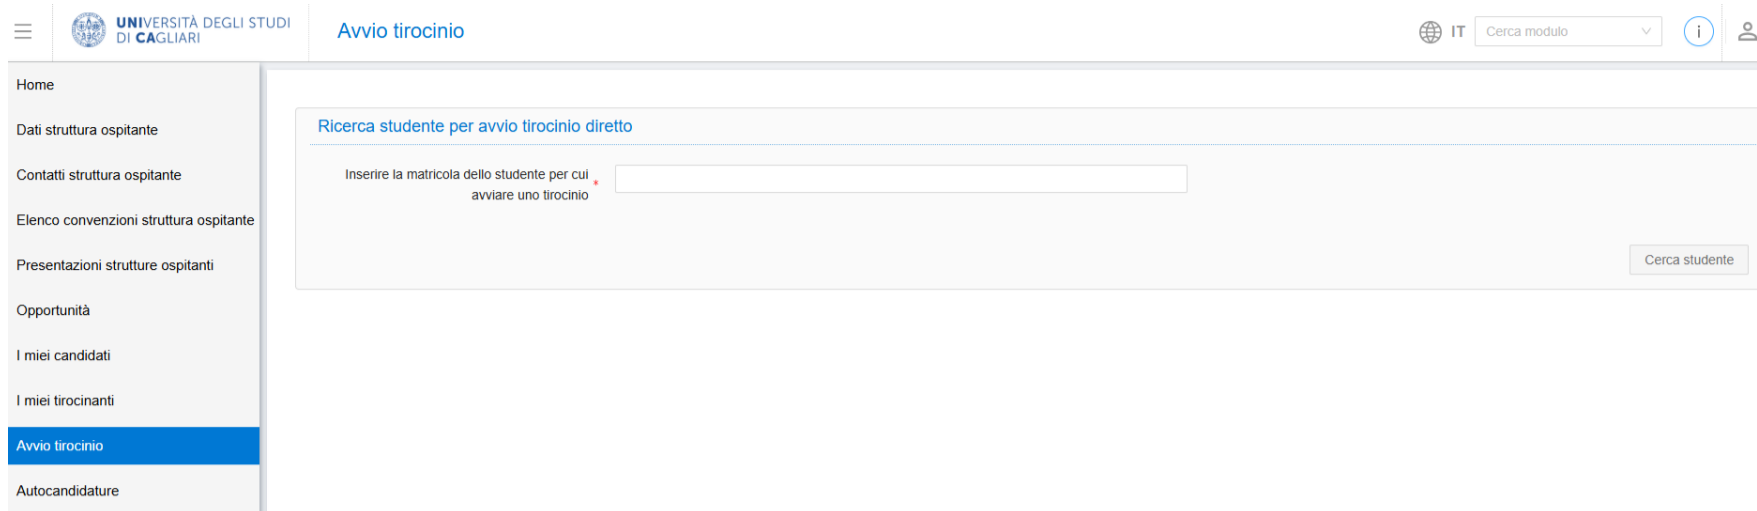 UNIVERSITÀ DEGLI STUDI
DI CAGLIARI
Avvio tirocinio
IT
Cerca modulo
i
Home
Dati struttura ospitante
Contatti struttura ospitante
Elenco convenzioni struttura ospitante
Presentazioni strutture ospitanti
Opportunità
I miei candidati
I miei tirocinanti
Avvio tirocinio
Autocandidature
Ricerca studente per avvio tirocinio diretto
Inserire la matricola dello studente per cui *
avviare uno tirocinio
Cerca studente